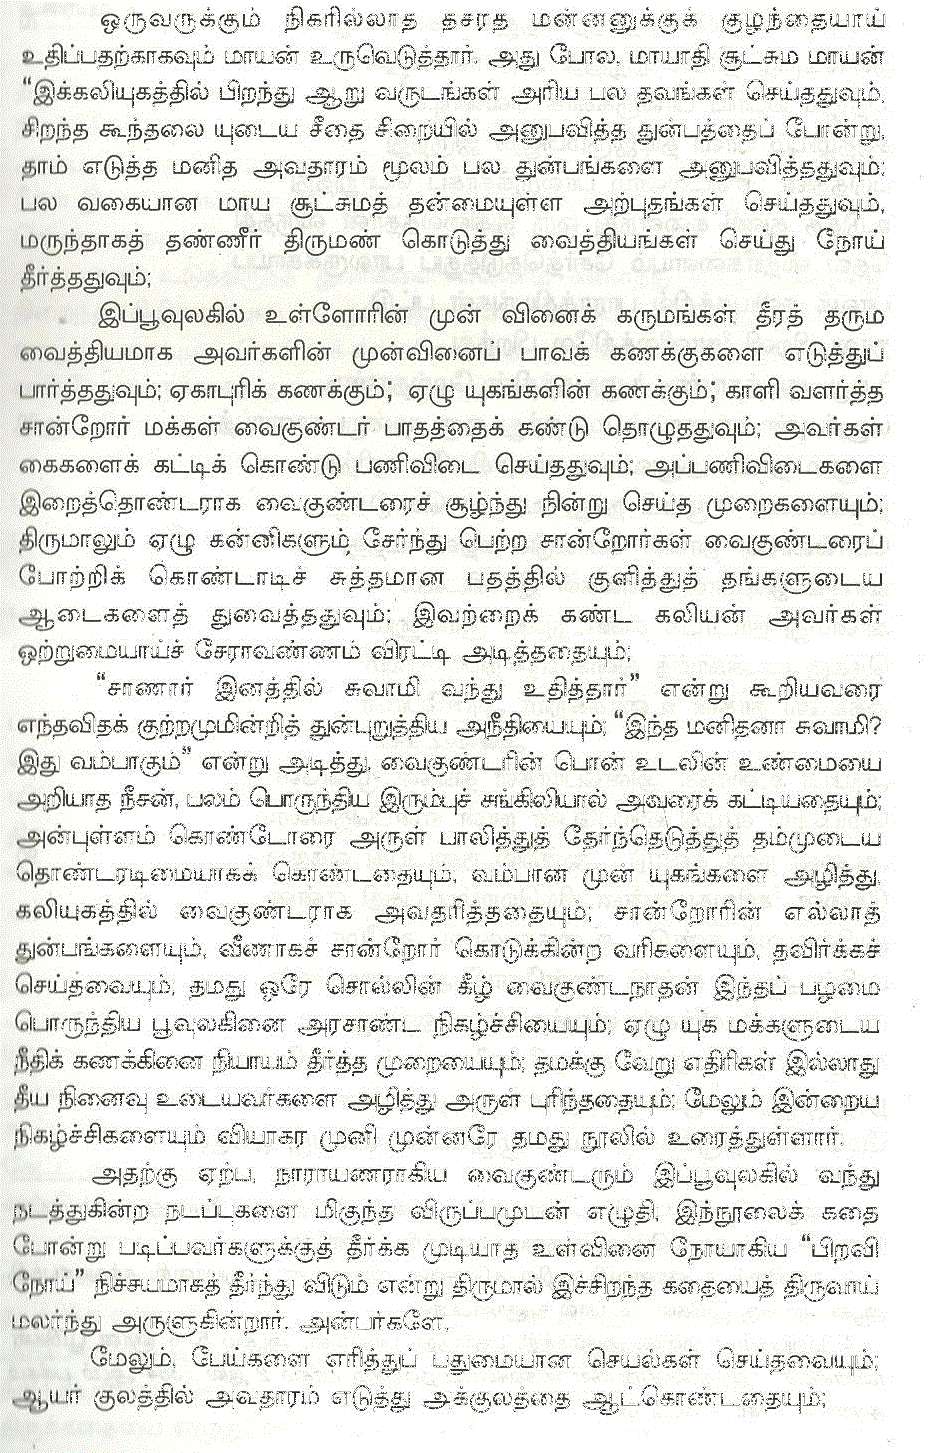 ஒருவருக்கும் நிகரில்லாத தசரத மன்னனுக்குக் குழந்தையாய்
உதிப்பதற்காகவும் மாயன் உருவெடுத்தார். அது போல, மாயாதி சூட்சும மாயன்
“இக்கலியுகத்தில் பிறந்து ஆறு வருடங்கள் அரிய பல தவங்கள் செய்ததுவும்,
சிறந்த கூந்தலை யுடைய சீதை சிறையில் அனுபவித்த துன்பத்தைப் போன்று,
தாம் எடுத்த மனித அவதாரம் மூலம் பல துன்பங்களை அனுபவித்ததுவும்;
பல வகையான மாய சூட்சுமத் தன்மையுள்ள அற்புதங்கள் செய்ததுவும்,
மருந்தாகத் தண்ணீர் திருமண் கொடுத்து வைத்தியங்கள் செய்து நோய்
தீர்த்ததுவும்;
இப்பூவுலகில் உள்ளோரின் முன் வினைக் கருமங்கள் தீரத் தரும
வைத்தியமாக அவர்களின் முன்வினைப் பாவக் கணக்குகளை எடுத்துப்
பார்த்ததுவும்; ஏகாபுரிக் கணக்கும்; ஏழு யுகங்களின் கணக்கும்; காளி வளர்த்த
சான்றோர் மக்கள் வைகுண்டர் பாதத்தைக் கண்டு தொழுததுவும்; அவர்கள்
கைகளைக் கட்டிக் கொண்டு பணிவிடை செய்ததுவும்; அப்பணிவிடைகளை
இறைத்தொண்டராக வைகுண்டரைச் சூழ்ந்து நின்று செய்த முறைகளையும்;
திருமாலும் ஏழு கன்னிகளும் சேர்ந்து பெற்ற சான்றோர்கள் வைகுண்டரைப்
போற்றிக் கொண்டாடிச் சுத்தமான பதத்தில் குளித்துத் தங்களுடைய
ஆடைகளைத் துவைத்ததுவும்; இவற்றைக் கண்ட கலியன் அவர்கள்
ஒற்றுமையாய்ச் சேராவண்ணம் விரட்டி அடித்ததையும்;
“சாணார் இனத்தில் சுவாமி வந்து உதித்தார்” என்று கூறியவரை
எந்தவிதக் குற்றமுமின்றித் துன்புறுத்திய அநீதியையும்; “இந்த மனிதனா சுவாமி?
இது வம்பாகும்” என்று அடித்து, வைகுண்டரின் பொன் உடலின் உண்மையை
அறியாத நீசன், பலம் பொருந்திய இரும்புச் சங்கிலியால் அவரைக் கட்டியதையும்;
அன்புள்ளம் கொண்டோரை அருள் பாலித்துத் தேர்ந்தெடுத்துத் தம்முடைய
தொண்டரடிமையாகக் கொண்டதையும், வம்பான முன் யுகங்களை அழித்து,
கலியுகத்தில் வைகுண்டராக அவதரித்ததையும்; சான்றோரின் எல்லாத்
துன்பங்களையும், வீணாகச் சான்றோர் கொடுக்கின்ற வரிகளையும், தவிர்க்கச்
செய்தவையும், தமது ஒரே சொல்லின் கீழ் வைகுண்டநாதன் இந்தப் பழமை
பொருந்திய பூவுலகினை அரசாண்ட நிகழ்ச்சியையும்; ஏழு யுக மக்களுடைய
நீதிக் கணக்கினை நியாயம் தீர்த்த முறையையும்; தமக்கு வேறு எதிரிகள் இல்லாது
தீய நினைவு உடையவர்களை அழித்து அருள் புரிந்ததையும்; மேலும் இன்றைய
நிகழ்ச்சிகளையும் வியாகர முனி முன்னரே தமது நூலில் உரைத்துள்ளார்.
அதற்கு ஏற்ப, நாராயணராகிய வைகுண்டரும் இப்பூவுலகில் வந்து
நடத்துகின்ற நடப்புகளை மிகுந்த விருப்பமுடன் எழுதி, இந்நூலைக் கதை
போன்று படிப்பவர்களுக்குத் தீர்க்க முடியாத உள்வினை நோயாகிய “பிறவி
நோய்” நிச்சயமாகத் தீர்ந்து விடும் என்று திருமால் இச்சிறந்த கதையைத் திருவாய்
மலர்ந்து அருளுகின்றார். அன்பர்களே,
மேலும், பேய்களை எரித்துப் பதுமையான செயல்கள் செய்தவையும்;
ஆயர் குலத்தில் அவதாரம் எடுத்து அக்குலத்தை ஆட்கொண்டதையும்;